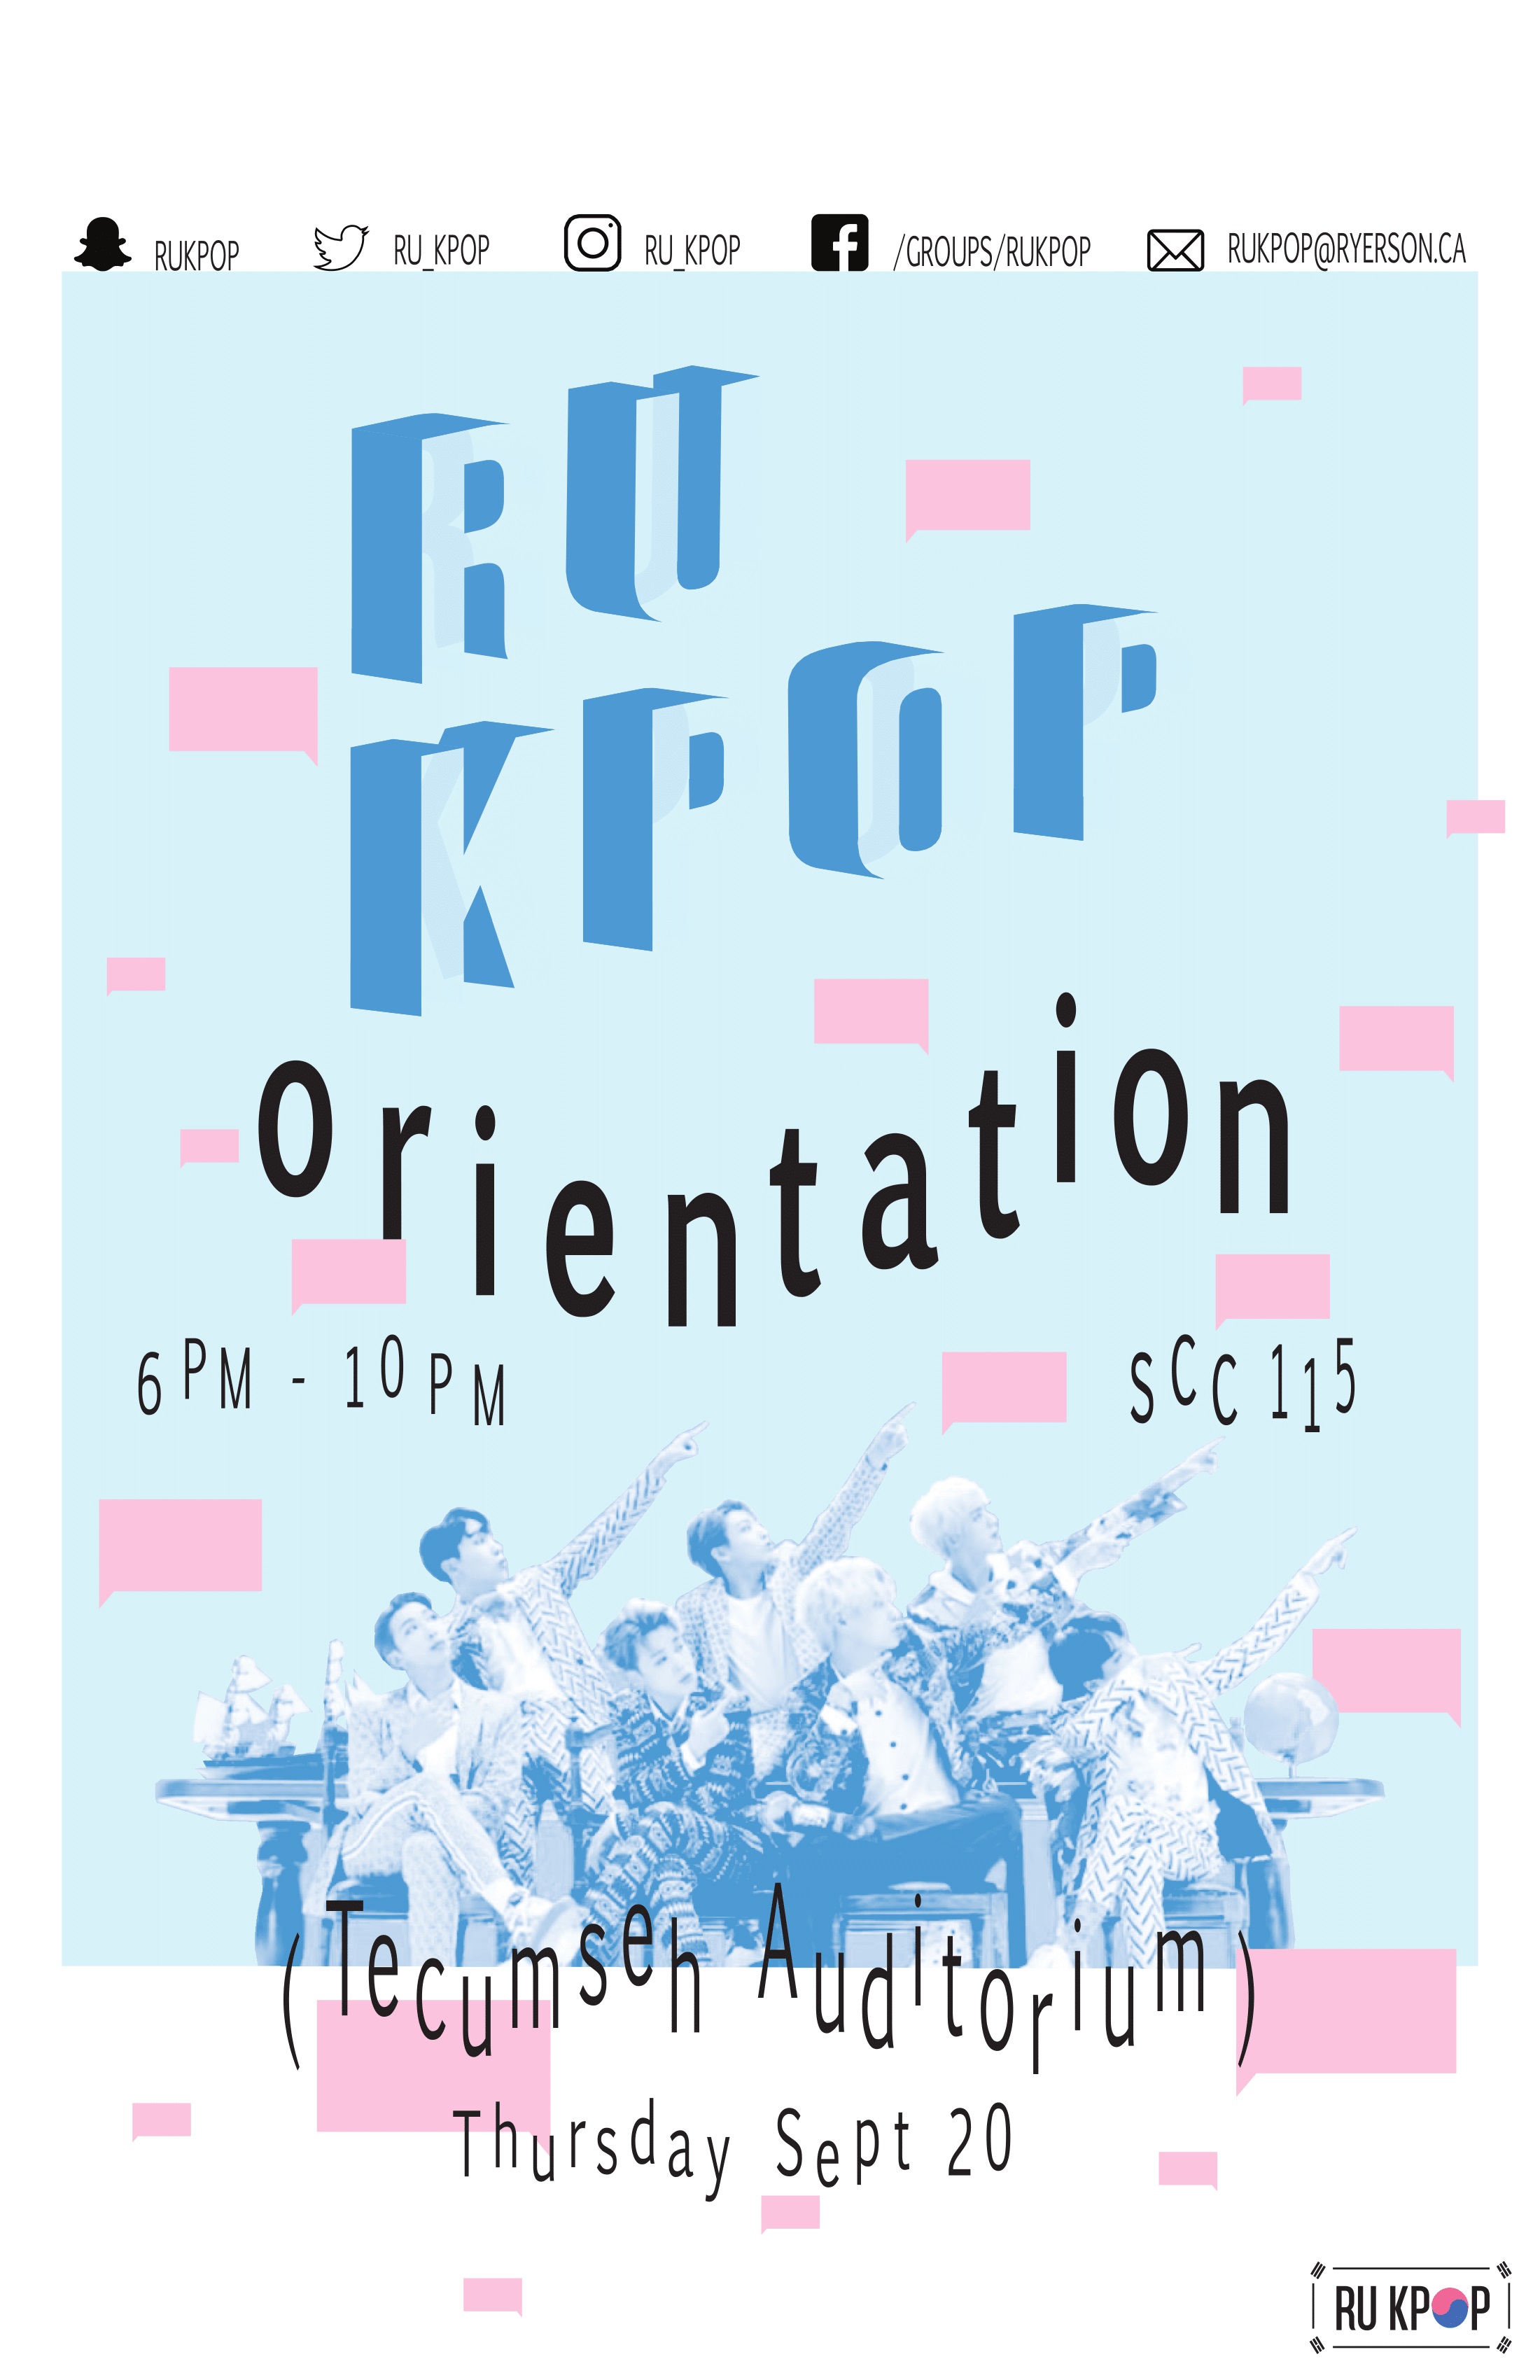 RUKPOP RU_KPOP RU_KPOP /GROUPS/RUKPOP RUKPOP@RYERSON.CA
RU
KPOP
orientation
6PM - 10PM SCC 115
(Tecumseh Auditorium)
Thursday Sept 20
RU KPOP